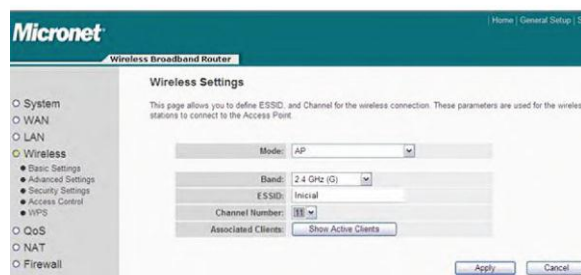 Home | General Setup | S
Micronet
Wireless Broadband Router
Wireless Settings
This page allows you to define ESSID, and Channel for the wireless connection. These parameters are used for the wireless
stations to connect to the Access Point.
System
WAN
LAN
Wireless
Basic Settings
Advanced Settings
Security Settings
Access Control
WPS
QoS
NAT
Firewall
Mode: AP
Band: 2.4 GHz (G)
ESSID: Inicial
Channel Number: 11
Associated Clients: Show Active Clients
Apply Cancel